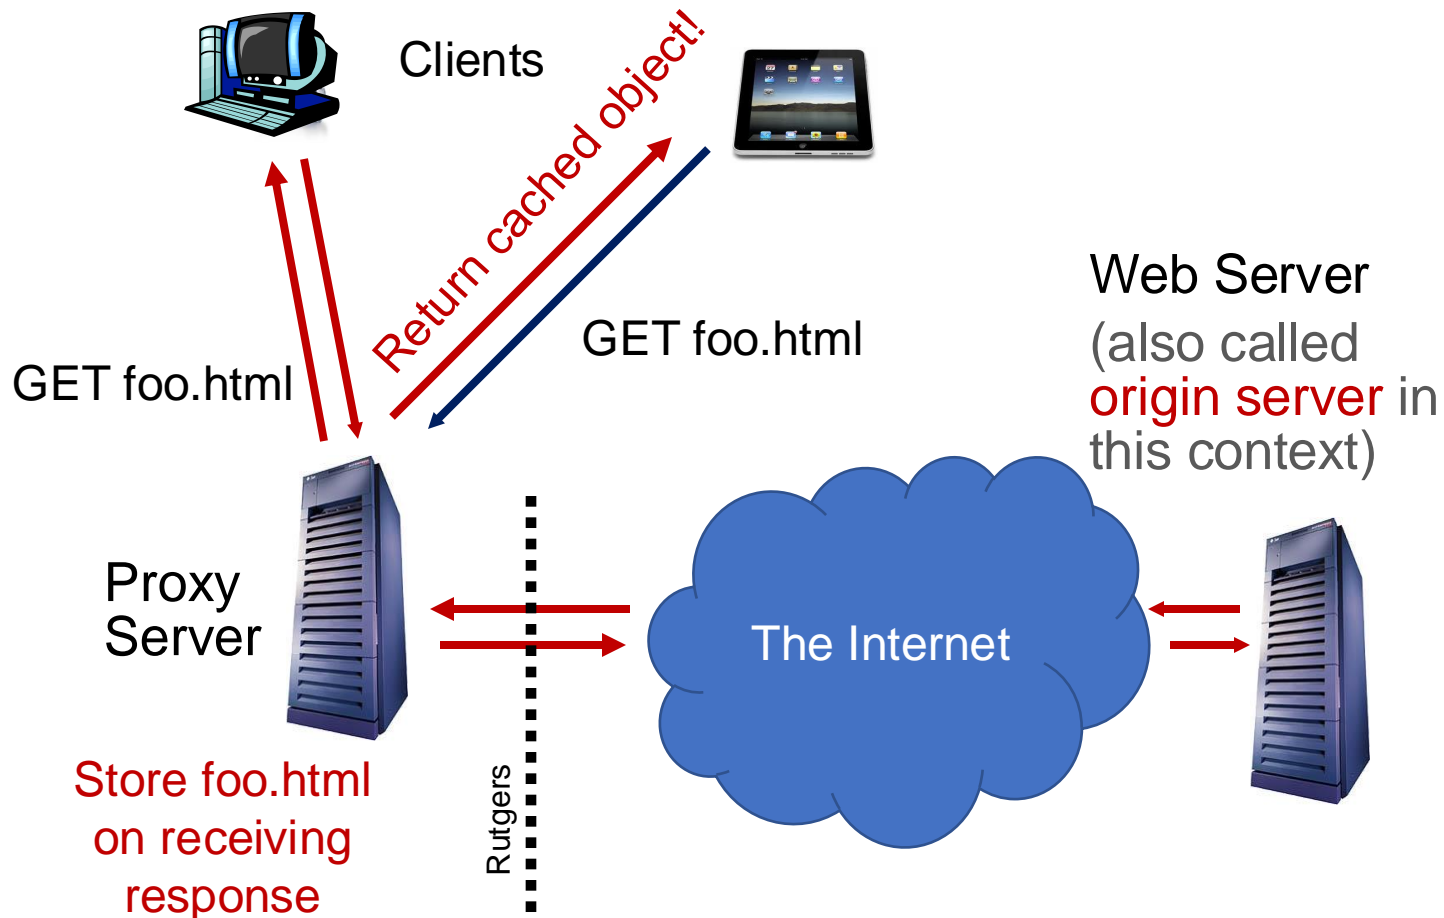 Clients
Return cached object!
GET foo.html
GET foo.html
Web Server
(also called
origin server in
this context)
Proxy
Server
The Internet
Store foo.html
on receiving
response
Rutgers